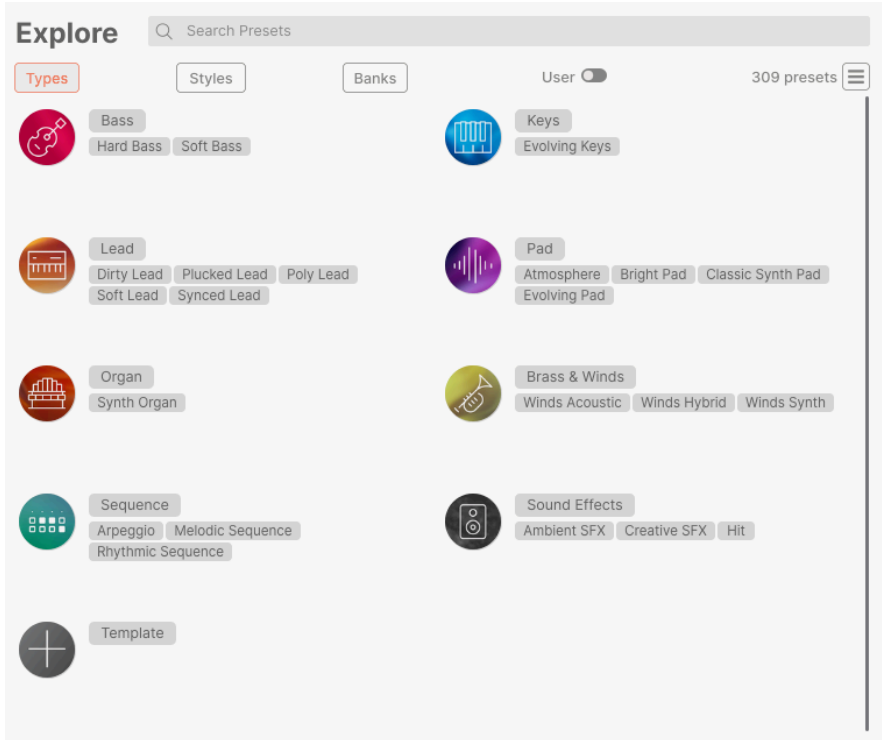 Explore
Search Presets
Types Styles Banks User 309 presets
Bass
Hard Bass Soft Bass
Keys
Evolving Keys
Lead
Dirty Lead Plucked Lead Poly Lead
Soft Lead Synced Lead
Pad
Atmosphere Bright Pad Classic Synth Pad
Evolving Pad
Organ
Synth Organ
Brass & Winds
Winds Acoustic Winds Hybrid Winds Synth
Sequence
Arpeggio Melodic Sequence
Rhythmic Sequence
Sound Effects
Ambient SFX Creative SFX Hit
Template